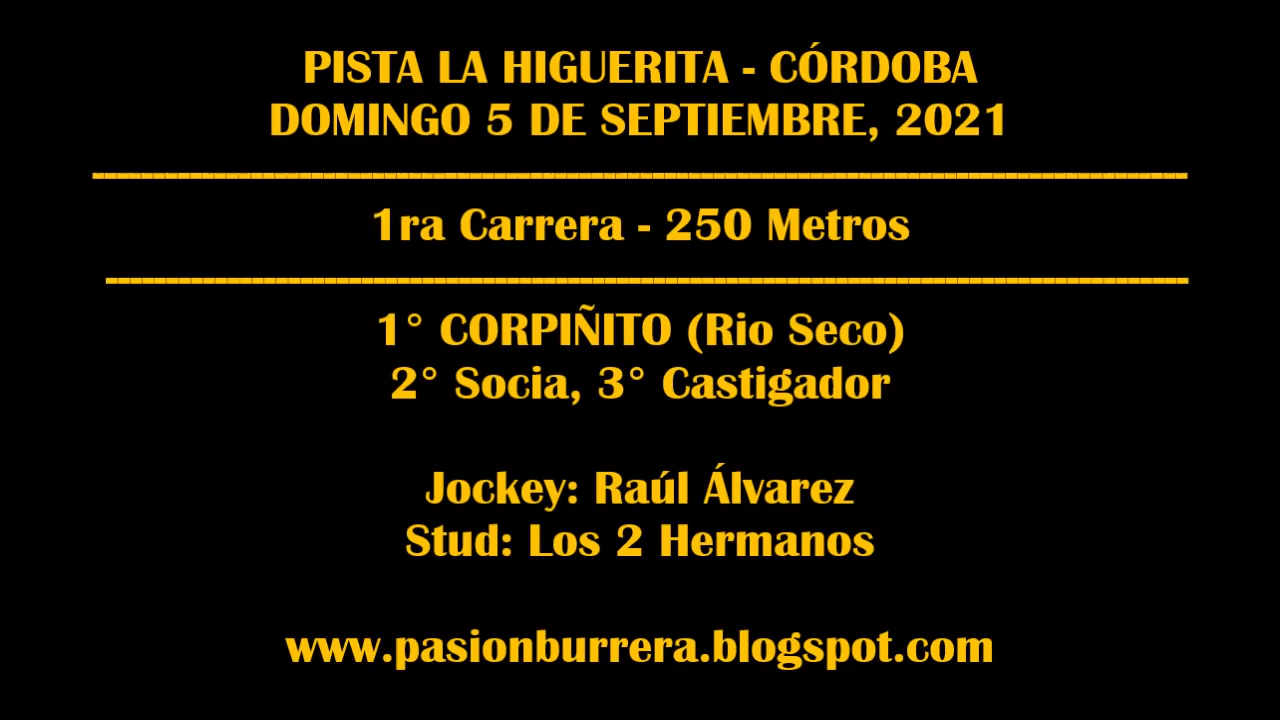 PISTA LA HIGUERITA - CÓRDOBA
DOMINGO 5 DE SEPTIEMBRE, 2021
1ra Carrera - 250 Metros
1° CORPIÑITO (Rio Seco)
2° Socia, 3° Castigador
Jockey: Raúl Álvarez
Stud: Los 2 Hermanos
www.pasionburrera.blogspot.com